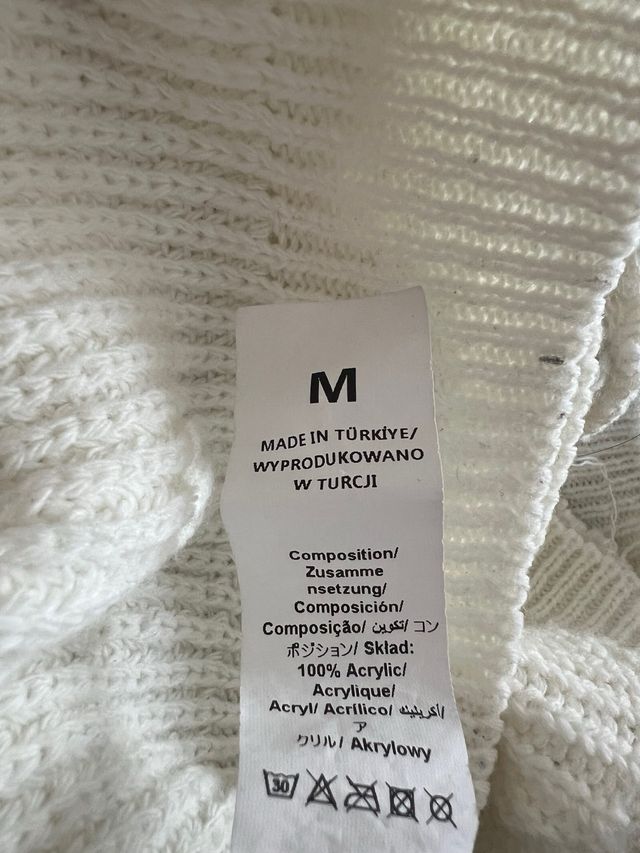 M
MADE IN TÜRKİYE/
WYPRODUKOWANO
W TURCJI
Composition/
Zusamme
nsetzung/
Composición/
Composição/ تكوين/ コン
ポジション/ Skład:
100% Acrylic/
Acrylique/
Acryl/ Acrílico/ أكريليك/
ア
クリル/ Akrylowy
30